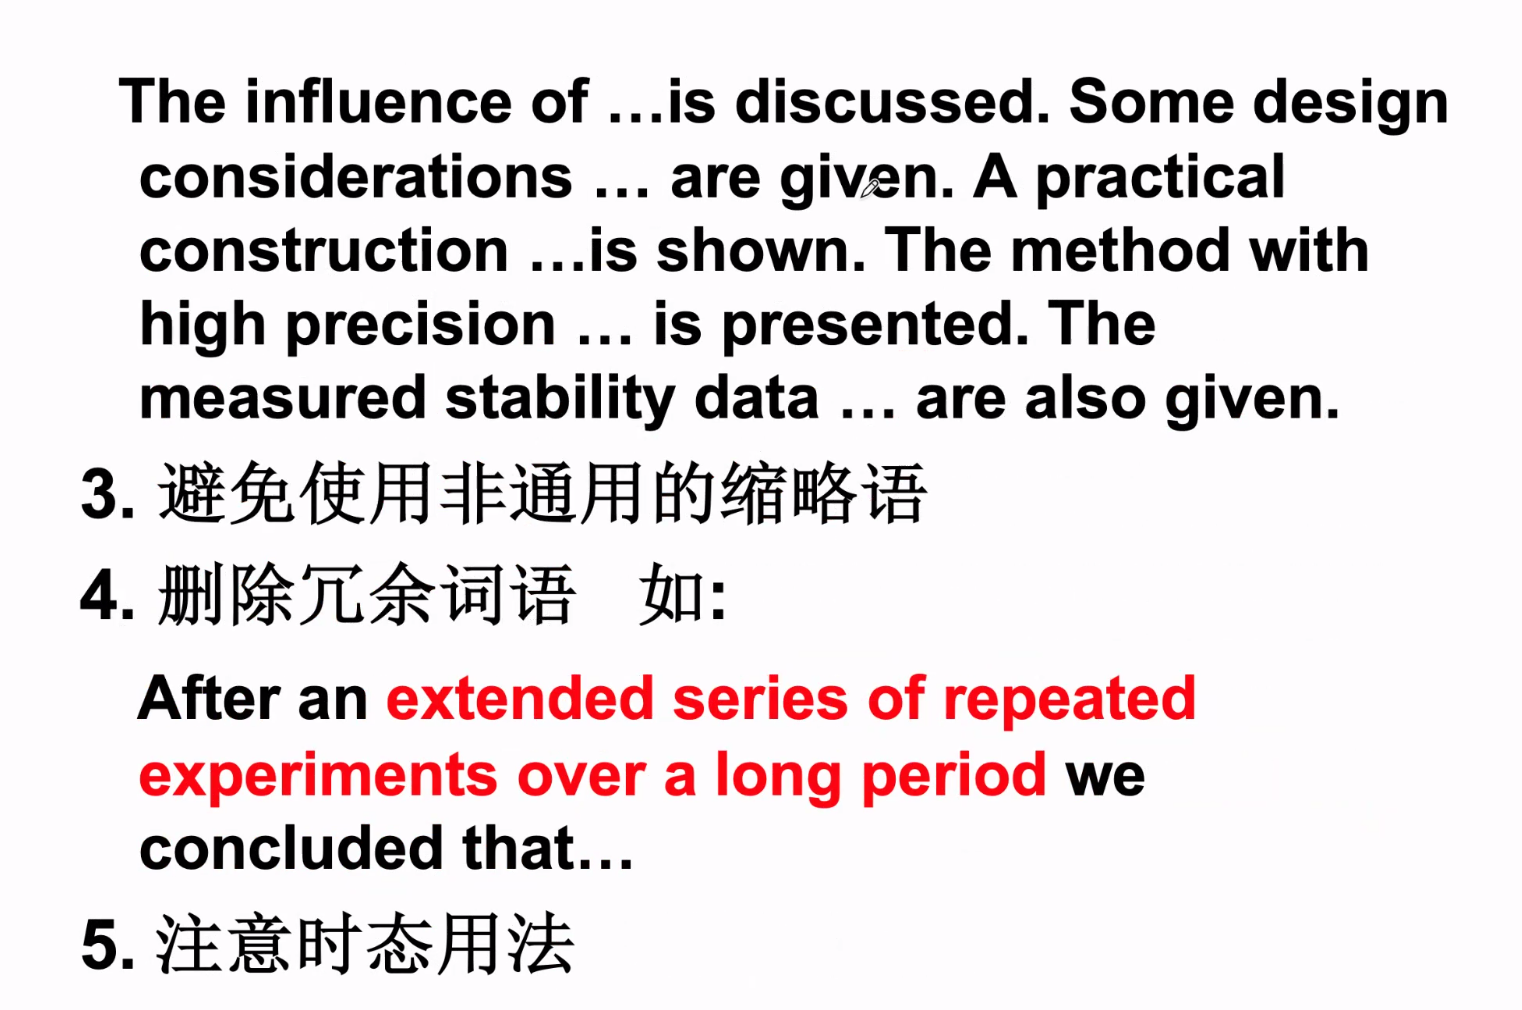 The influence of …is discussed. Some design
considerations … are given. A practical
construction …is shown. The method with
high precision … is presented. The
measured stability data … are also given.
3. 避免使用非通用的缩略语
4. 删除冗余词语 如:
After an extended series of repeated
experiments over a long period we
concluded that…
5. 注意时态用法